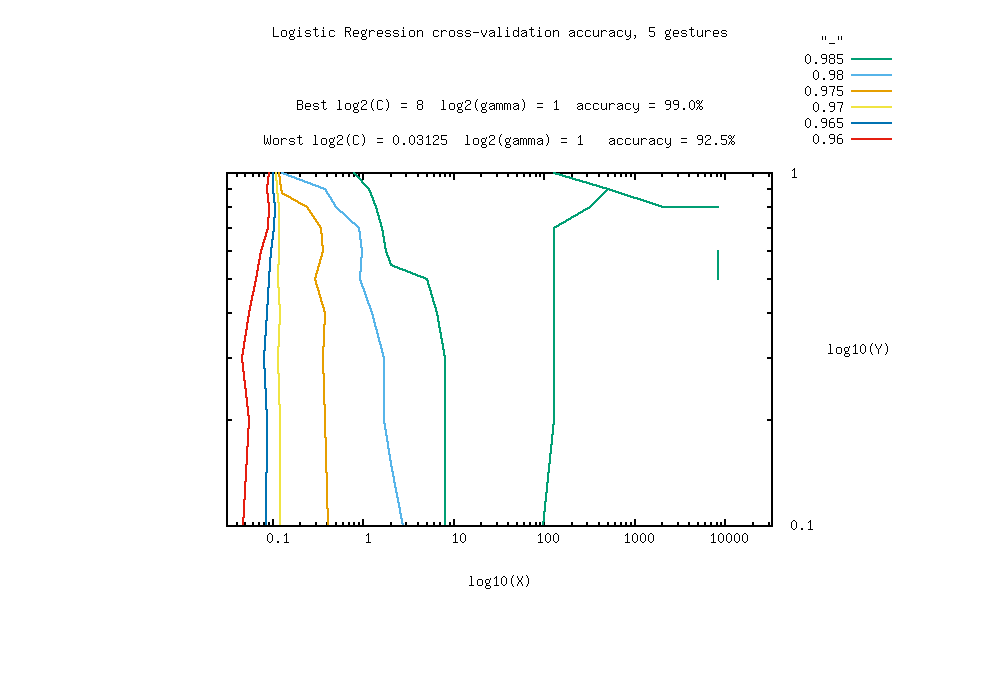 Logistic Regression cross-validation accuracy, 5 gestures
"_"
0.985
0.98
0.975
0.97
0.965
0.96
Best log2(C) = 8 log2(gamma) = 1 accuracy = 99.0%
Worst log2(C) = 0.03125 log2(gamma) = 1 accuracy = 92.5%
1
log10(Y)
0.1
0.1 1 10 100 1000 10000
log10(X)